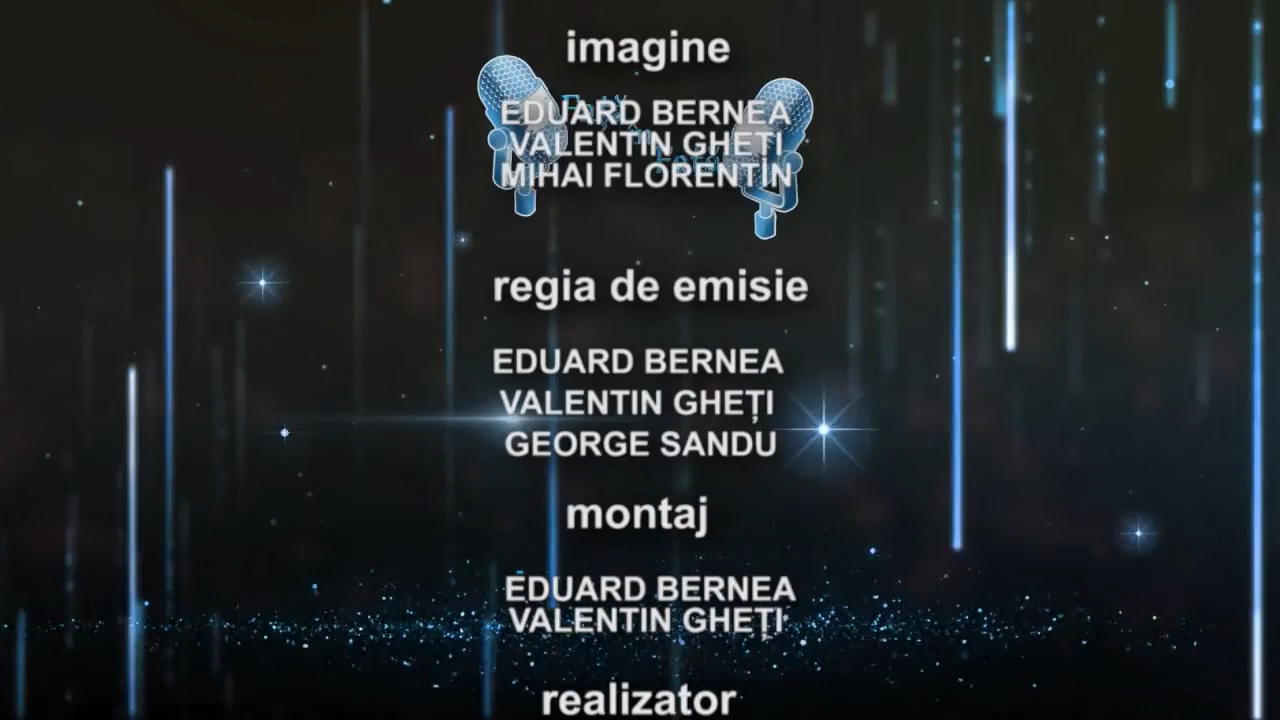 imagine
EDUARD BERNEA
VALENTIN GHEȚI
MIHAI FLORENTIN
regia de emisie
EDUARD BERNEA
VALENTIN GHEȚI
GEORGE SANDU
montaj
EDUARD BERNEA
VALENTIN GHEȚI
realizator